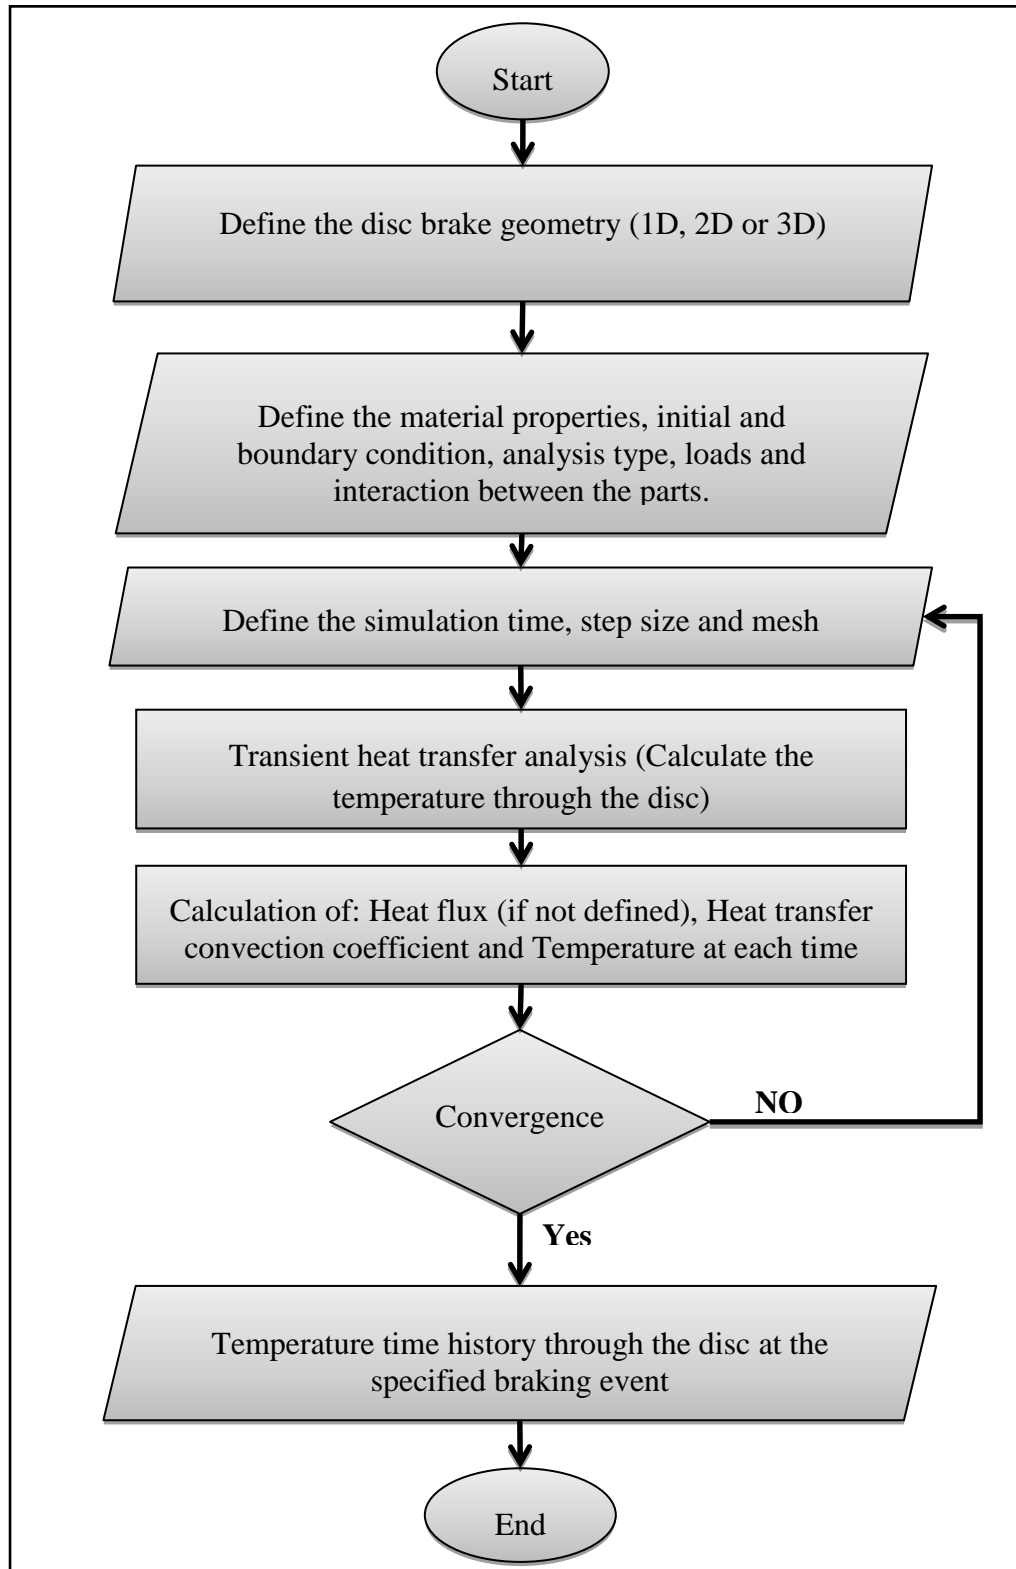 Start
Define the disc brake geometry (1D, 2D or 3D)
Define the material properties, initial and
boundary condition, analysis type, loads and
interaction between the parts.
Define the simulation time, step size and mesh
Transient heat transfer analysis (Calculate the
temperature through the disc)
Calculation of: Heat flux (if not defined), Heat transfer
convection coefficient and Temperature at each time
Convergence
NO
Yes
Temperature time history through the disc at the
specified braking event
End